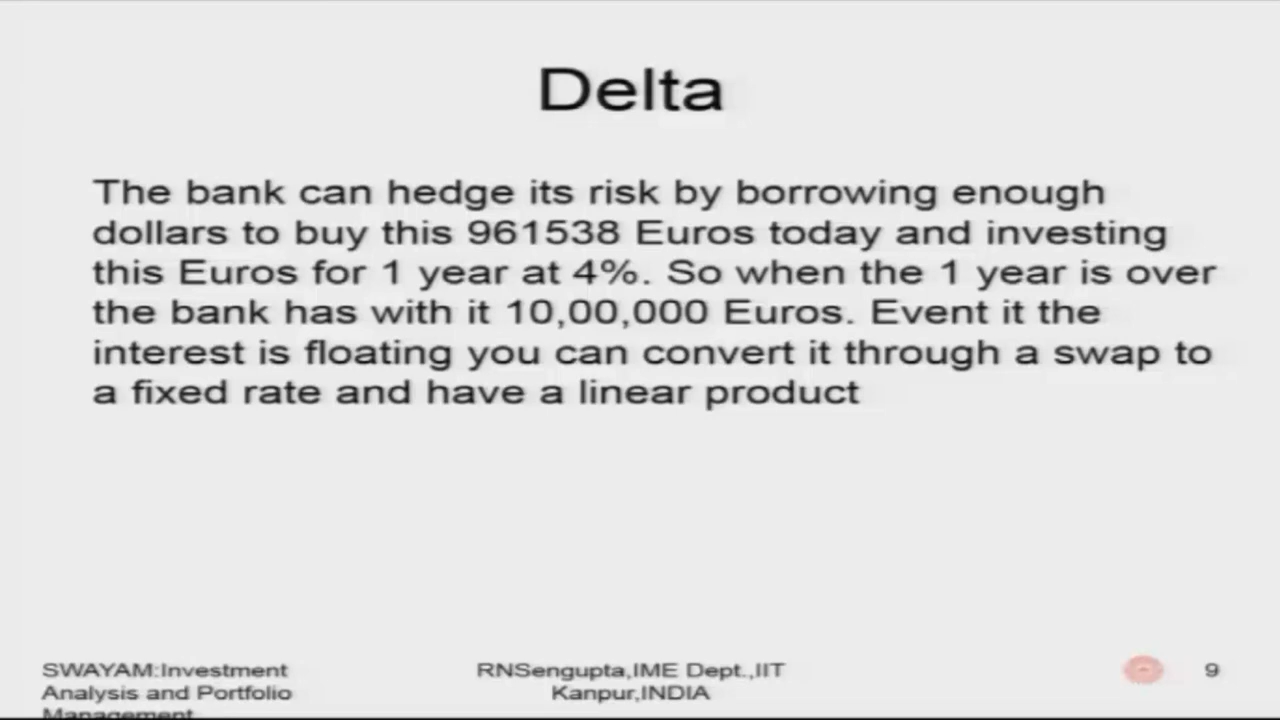 Delta
The bank can hedge its risk by borrowing enough
dollars to buy this 961538 Euros today and investing
this Euros for 1 year at 4%. So when the 1 year is over
the bank has with it 10,00,000 Euros. Event it the
interest is floating you can convert it through a swap to
a fixed rate and have a linear product
SWAYAM:Investment
Analysis and Portfolio
Management
RNSengupta,IME Dept.,IIT
Kanpur,INDIA
9